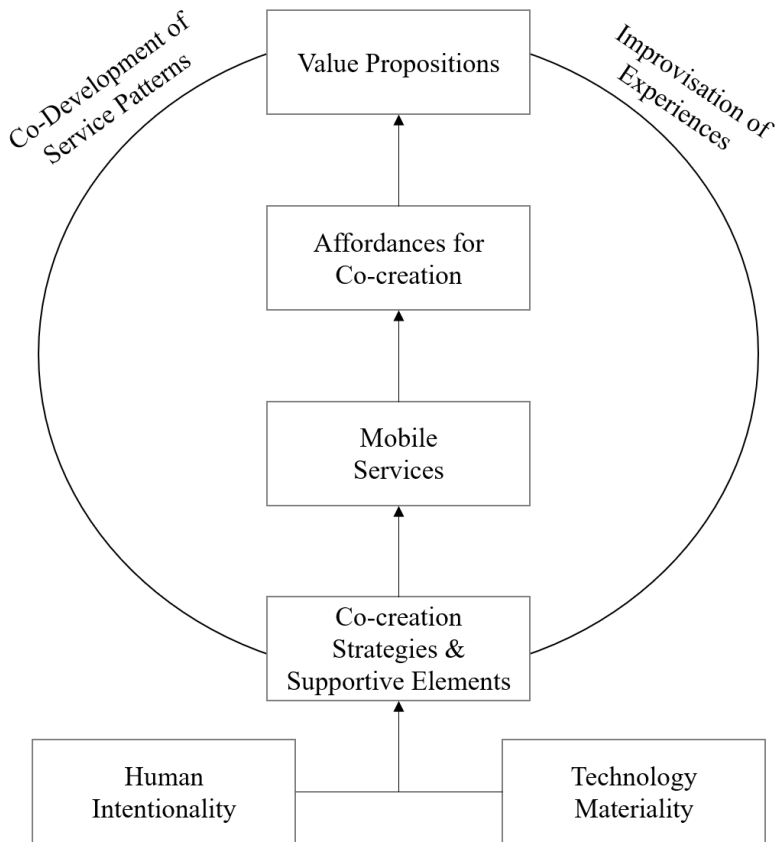 Co-Development of
Service Patterns
Improvisation of
Experiences
Value Propositions
Affordances for
Co-creation
Mobile
Services
Co-creation
Strategies &
Supportive Elements
Human
Intentionality
Technology
Materiality